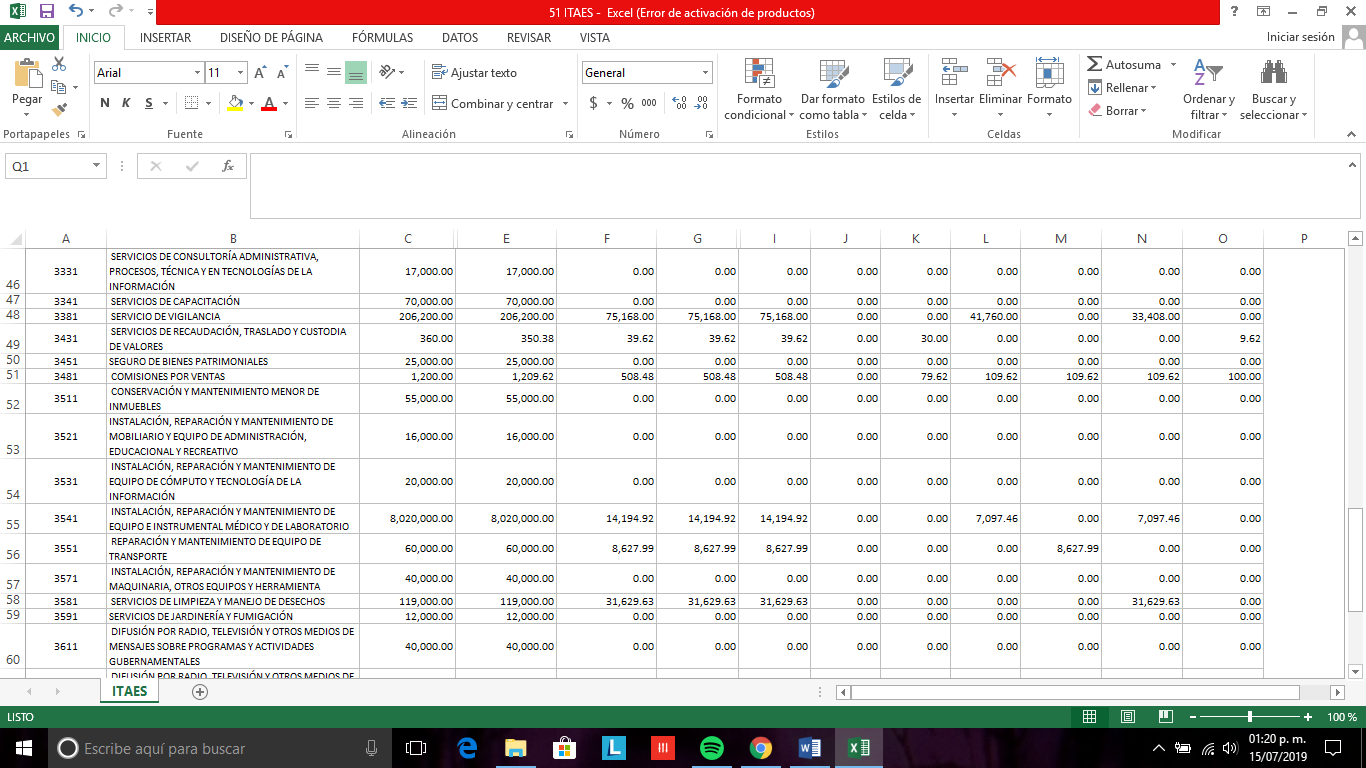 51 ITAES - Excel (Error de activación de productos)
ARCHIVO INICIO INSERTAR DISEÑO DE PÁGINA FÓRMULAS DATOS REVISAR VISTA Iniciar sesión
Pegar
Portapapeles
Arial 11
N K S
Fuente
Ajustar texto
Combinar y centrar
Alineación
General
$ % 000
Número
Formato condicional
Dar formato como tabla
Estilos de celda
Estilos
Insertar Eliminar Formato
Celdas
Autosuma
Rellenar
Borrar
Ordenar y filtrar
Buscar y seleccionar
Modificar
Q1 fx
A B C E F G I J K L M N O P
SERVICIOS DE CONSULTORÍA ADMINISTRATIVA,
46 3331 PROCESOS, TÉCNICA Y EN TECNOLOGÍAS DE LA 17,000.00 17,000.00 0.00 0.00 0.00 0.00 0.00 0.00 0.00 0.00 0.00
INFORMACIÓN
47 3341 SERVICIOS DE CAPACITACIÓN 70,000.00 70,000.00 0.00 0.00 0.00 0.00 0.00 0.00 0.00 0.00 0.00
48 3381 SERVICIO DE VIGILANCIA 206,200.00 206,200.00 75,168.00 75,168.00 75,168.00 0.00 0.00 41,760.00 0.00 33,408.00 0.00
49 3431 SERVICIOS DE RECAUDACIÓN, TRASLADO Y CUSTODIA 360.00 350.38 39.62 39.62 39.62 0.00 30.00 0.00 0.00 0.00 9.62
DE VALORES
50 3451 SEGURO DE BIENES PATRIMONIALES 25,000.00 25,000.00 0.00 0.00 0.00 0.00 0.00 0.00 0.00 0.00 0.00
51 3481 COMISIONES POR VENTAS 1,200.00 1,209.62 508.48 508.48 508.48 0.00 79.62 109.62 109.62 109.62 100.00
52 3511 CONSERVACIÓN Y MANTENIMIENTO MENOR DE 55,000.00 55,000.00 0.00 0.00 0.00 0.00 0.00 0.00 0.00 0.00 0.00
INMUEBLES
INSTALACIÓN, REPARACIÓN Y MANTENIMIENTO DE
53 3521 MOBILIARIO Y EQUIPO DE ADMINISTRACIÓN, 16,000.00 16,000.00 0.00 0.00 0.00 0.00 0.00 0.00 0.00 0.00 0.00
EDUCACIONAL Y RECREATIVO
INSTALACIÓN, REPARACIÓN Y MANTENIMIENTO DE
54 3531 EQUIPO DE CÓMPUTO Y TECNOLOGÍA DE LA 20,000.00 20,000.00 0.00 0.00 0.00 0.00 0.00 0.00 0.00 0.00 0.00
INFORMACIÓN
55 3541 INSTALACIÓN, REPARACIÓN Y MANTENIMIENTO DE 8,020,000.00 8,020,000.00 14,194.92 14,194.92 14,194.92 0.00 0.00 7,097.46 0.00 7,097.46 0.00
EQUIPO E INSTRUMENTAL MÉDICO Y DE LABORATORIO
56 3551 REPARACIÓN Y MANTENIMIENTO DE EQUIPO DE 60,000.00 60,000.00 8,627.99 8,627.99 8,627.99 0.00 0.00 0.00 8,627.99 0.00 0.00
TRANSPORTE
57 3571 INSTALACIÓN, REPARACIÓN Y MANTENIMIENTO DE 40,000.00 40,000.00 0.00 0.00 0.00 0.00 0.00 0.00 0.00 0.00 0.00
MAQUINARIA, OTROS EQUIPOS Y HERRAMIENTA
58 3581 SERVICIOS DE LIMPIEZA Y MANEJO DE DESECHOS 119,000.00 119,000.00 31,629.63 31,629.63 31,629.63 0.00 0.00 0.00 0.00 31,629.63 0.00
59 3591 SERVICIOS DE JARDINERÍA Y FUMIGACIÓN 12,000.00 12,000.00 0.00 0.00 0.00 0.00 0.00 0.00 0.00 0.00 0.00
DIFUSIÓN POR RADIO, TELEVISIÓN Y OTROS MEDIOS DE
60 3611 MENSAJES SOBRE PROGRAMAS Y ACTIVIDADES 40,000.00 40,000.00 0.00 0.00 0.00 0.00 0.00 0.00 0.00 0.00 0.00
GUBERNAMENTALES
DIFUSIÓN POR RADIO, TELEVISIÓN Y OTROS MEDIOS DE
ITAES
LISTO 100 %
Escribe aquí para buscar
01:20 p. m.
15/07/2019